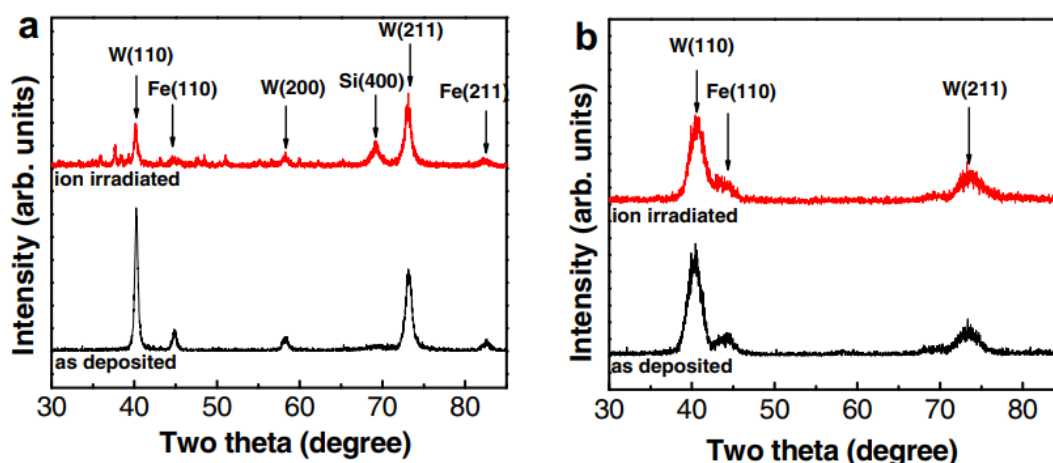 a
W(110)
Fe(110)
W(200)
Si(400)
W(211)
Fe(211)
ion irradiated
as deposited
Intensity (arb. units)
30 40 50 60 70 80
Two theta (degree)
b
W(110)
Fe(110)
W(211)
ion irradiated
as deposited
Intensity (arb. units)
30 40 50 60 70 80
Two theta (degree)